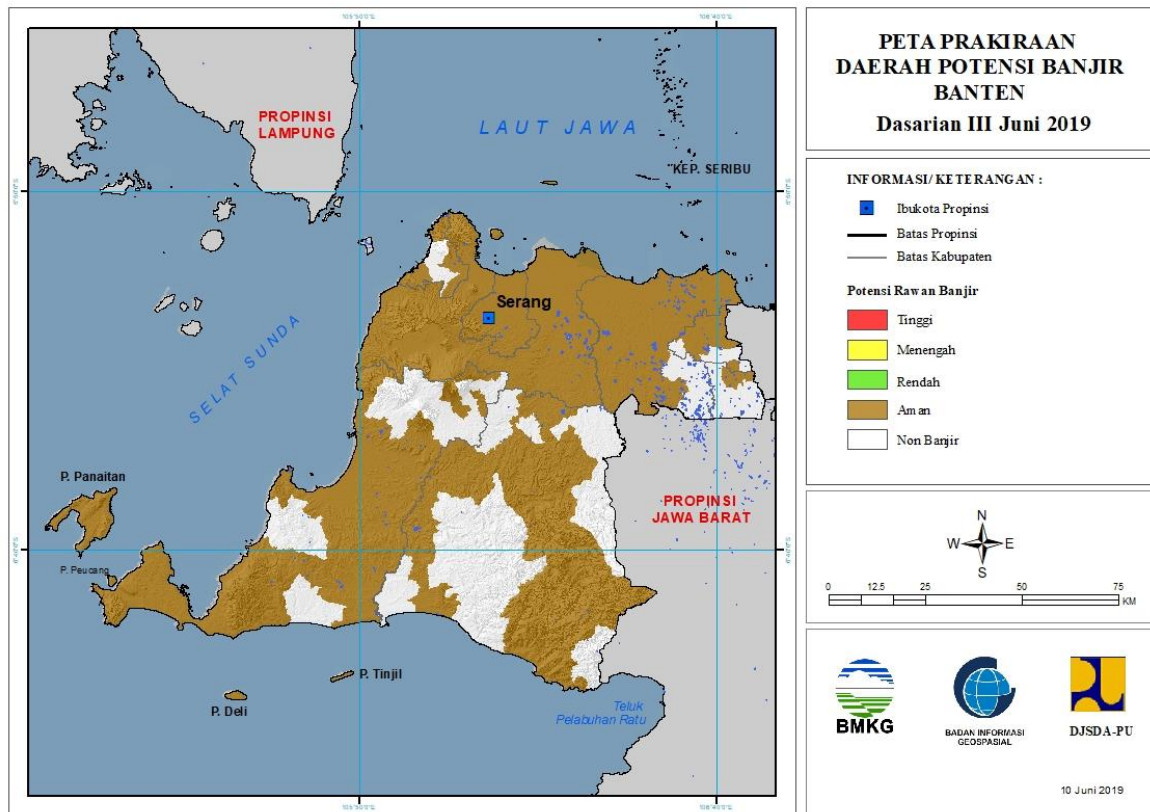 PETA PRAKIRAAN
DAERAH POTENSI BANJIR
BANTEN
Dasarian III Juni 2019
INFORMASI/ KETERANGAN :
Ibukota Propinsi
Batas Propinsi
Batas Kabupaten
Potensi Rawan Banjir
Tinggi
Menengah
Rendah
Aman
Non Banjir
N
W E
S
0 12.5 25 50 75
KM
BMKG
BADAN INFORMASI
GEOSPASIAL
DJSDA-PU
10 Juni 2019
PROPINSI
LAMPUNG
LAUT JAWA
KEP. SERIBU
Serang
SELAT SUNDA
P. Panaitan
PROPINSI
JAWA BARAT
P. Peucang
P. Tinjil
P. Deli
Teluk
Pelabuhan Ratu